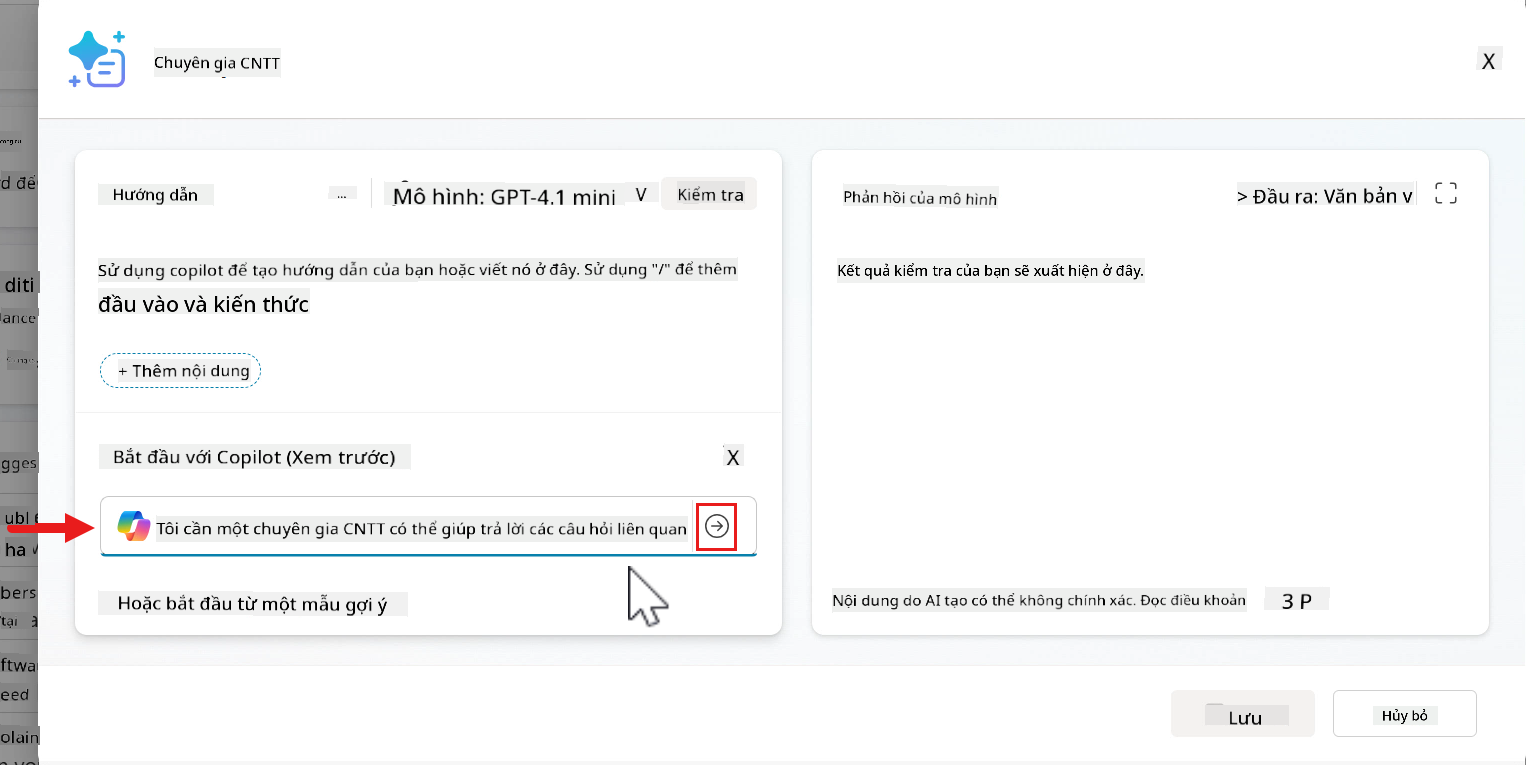 Chuyên gia CNTT
X
Hướng dẫn
...
Mô hình: GPT-4.1 mini
V
Kiểm tra
Sử dụng copilot để tạo hướng dẫn của bạn hoặc viết nó ở đây. Sử dụng "/" để thêm
đầu vào và kiến thức
+ Thêm nội dung
Bắt đầu với Copilot (Xem trước)
X
Tôi cần một chuyên gia CNTT có thể giúp trả lời các câu hỏi liên quan
Hoặc bắt đầu từ một mẫu gợi ý
Phản hồi của mô hình
> Đầu ra: Văn bản v
Kết quả kiểm tra của bạn sẽ xuất hiện ở đây.
Nội dung do AI tạo có thể không chính xác. Đọc điều khoản
3 P
Lưu
Hủy bỏ
rd đế
diti
Jance
gges
ubl
ha
bers
ftwa
eed
olain